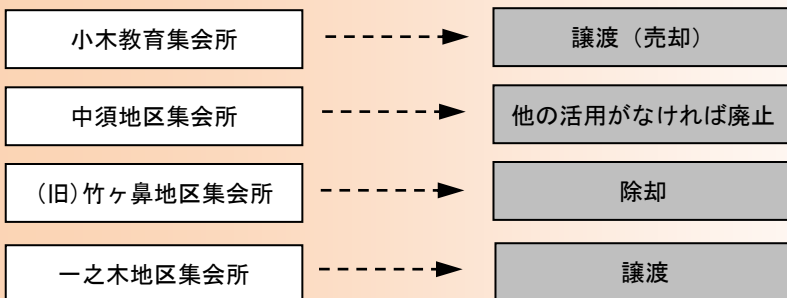 小木教育集会所
譲渡（売却）
中須地区集会所
他の活用がなければ廃止
(旧)竹ヶ鼻地区集会所
除却
一之木地区集会所
譲渡